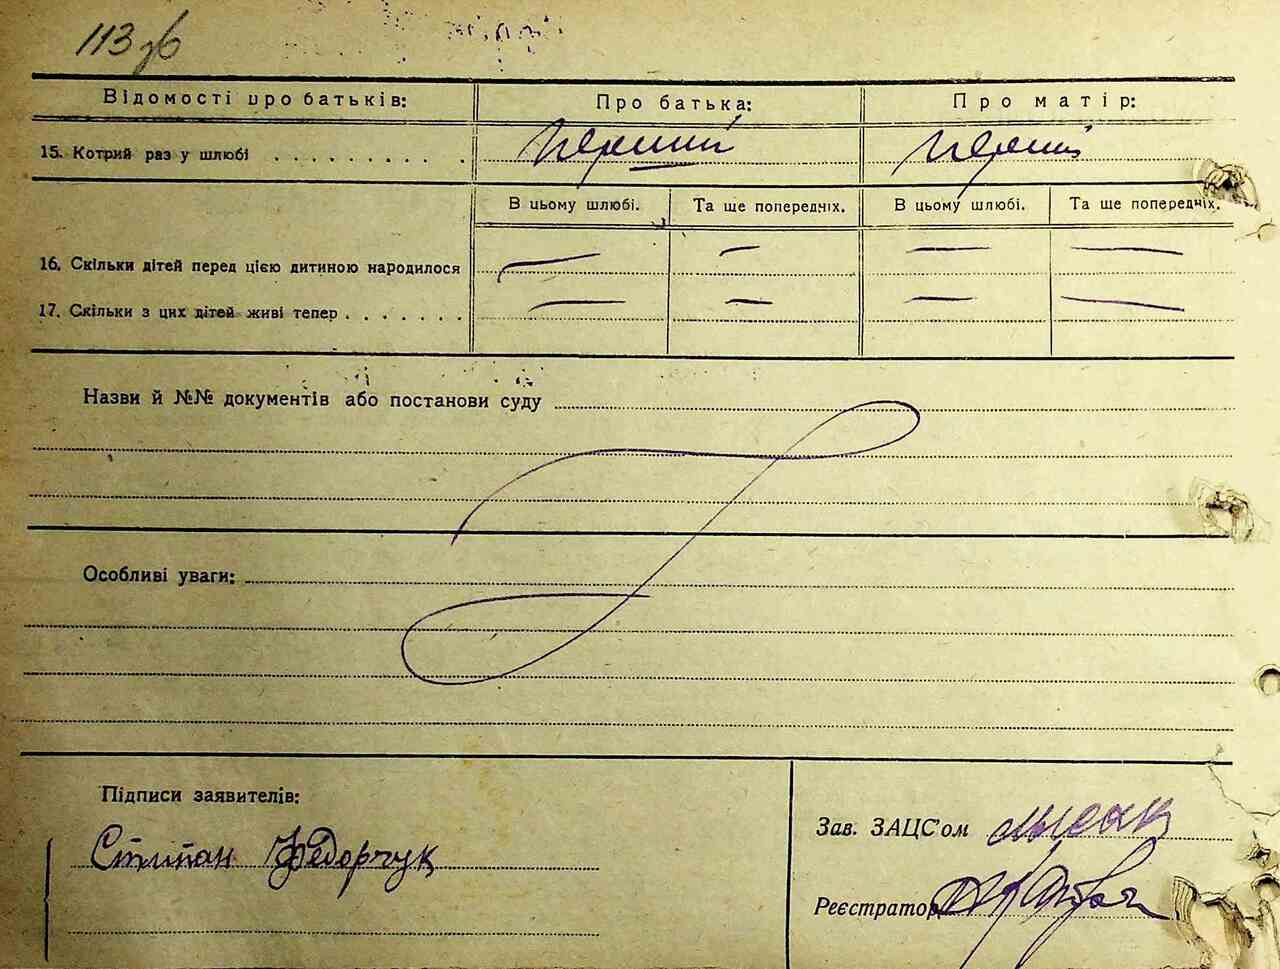 113 зв
Відомості про батьків: Про батька: Про матір:
15. Котрий раз у шлюбі . . . . . . . . . . перший перший
В цьому шлюбі. Та ще попередніх. В цьому шлюбі. Та ще попередніх.
16. Скільки дітей перед цією дитиною народилося — — — —
17. Скільки з цих дітей живі тепер . . . . . . . — — — —
Назви й №№ документів або постанови суду
Особливі уваги:
Підписи заявителів:
Зав. ЗАЦС'ом
Степан Федорчук
Реєстратор